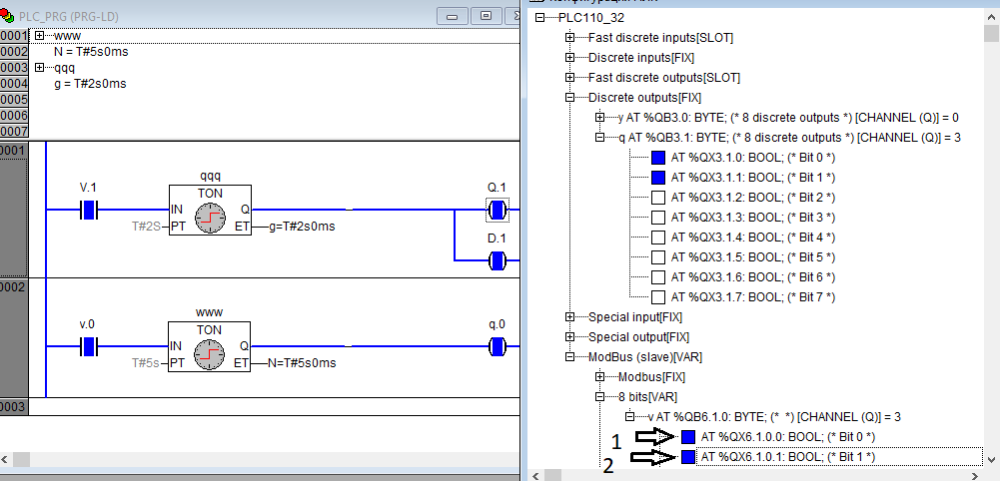 PLC_PRG (PRG-LD)
0001 www
0002 N = T#5s0ms
0003 qqq
0004 g = T#2s0ms
0005
0006
0007
0001
V.1
qqq
TON
IN Q
T#2S PT ET g=T#2s0ms
Q.1
D.1
0002
v.0
www
TON
IN Q
T#5s PT ET N=T#5s0ms
q.0
0003
PLC110_32
Fast discrete inputs[SLOT]
Discrete inputs[FIX]
Fast discrete outputs[SLOT]
Discrete outputs[FIX]
y AT %QB3.0: BYTE; (* 8 discrete outputs *) [CHANNEL (Q)] = 0
q AT %QB3.1: BYTE; (* 8 discrete outputs *) [CHANNEL (Q)] = 3
AT %QX3.1.0: BOOL; (* Bit 0 *)
AT %QX3.1.1: BOOL; (* Bit 1 *)
AT %QX3.1.2: BOOL; (* Bit 2 *)
AT %QX3.1.3: BOOL; (* Bit 3 *)
AT %QX3.1.4: BOOL; (* Bit 4 *)
AT %QX3.1.5: BOOL; (* Bit 5 *)
AT %QX3.1.6: BOOL; (* Bit 6 *)
AT %QX3.1.7: BOOL; (* Bit 7 *)
Special input[FIX]
Special output[FIX]
ModBus (slave)[VAR]
Modbus[FIX]
8 bits[VAR]
v AT %QB6.1.0: BYTE; (* *) [CHANNEL (Q)] = 3
1 AT %QX6.1.0.0: BOOL; (* Bit 0 *)
2 AT %QX6.1.0.1: BOOL; (* Bit 1 *)